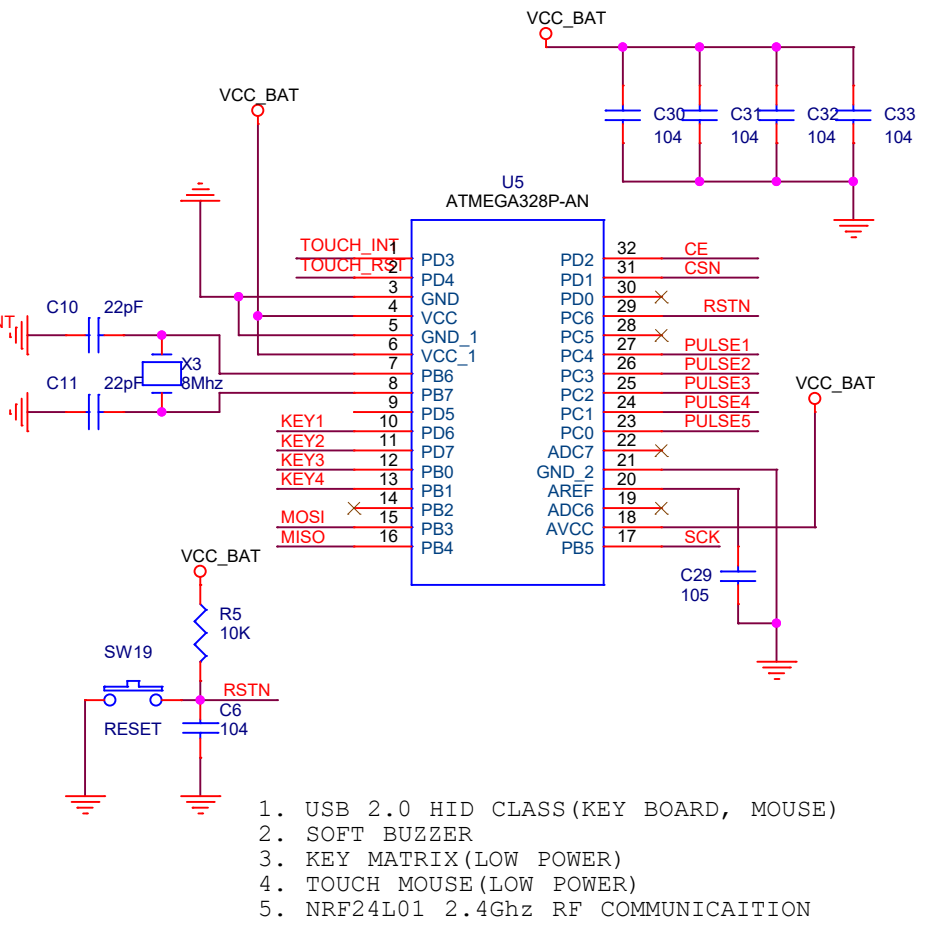 VCC_BAT
C30
104
C31
104
C32
104
C33
104
VCC_BAT
U5
ATMEGA328P-AN
TOUCH_INT
TOUCH_RST
1
2
3
4
5
6
7
8
9
10
11
12
13
14
15
16
PD3
PD4
GND
VCC
GND_1
VCC_1
PB6
PB7
PD5
PD6
PD7
PB0
PB1
PB2
PB3
PB4
PD2
PD1
PD0
PC6
PC5
PC4
PC3
PC2
PC1
PC0
ADC7
GND_2
AREF
ADC6
AVCC
PB5
32
31
30
29
28
27
26
25
24
23
22
21
20
19
18
17
CE
CSN
RSTN
PULSE1
PULSE2
PULSE3
PULSE4
PULSE5
SCK
VCC_BAT
C29
105
C10 22pF
X3
8Mhz
C11 22pF
KEY1
KEY2
KEY3
KEY4
MOSI
MISO
VCC_BAT
R5
10K
SW19
RESET
RSTN
C6
104
1. USB 2.0 HID CLASS(KEY BOARD, MOUSE)
2. SOFT BUZZER
3. KEY MATRIX(LOW POWER)
4. TOUCH MOUSE(LOW POWER)
5. NRF24L01 2.4Ghz RF COMMUNICAITION